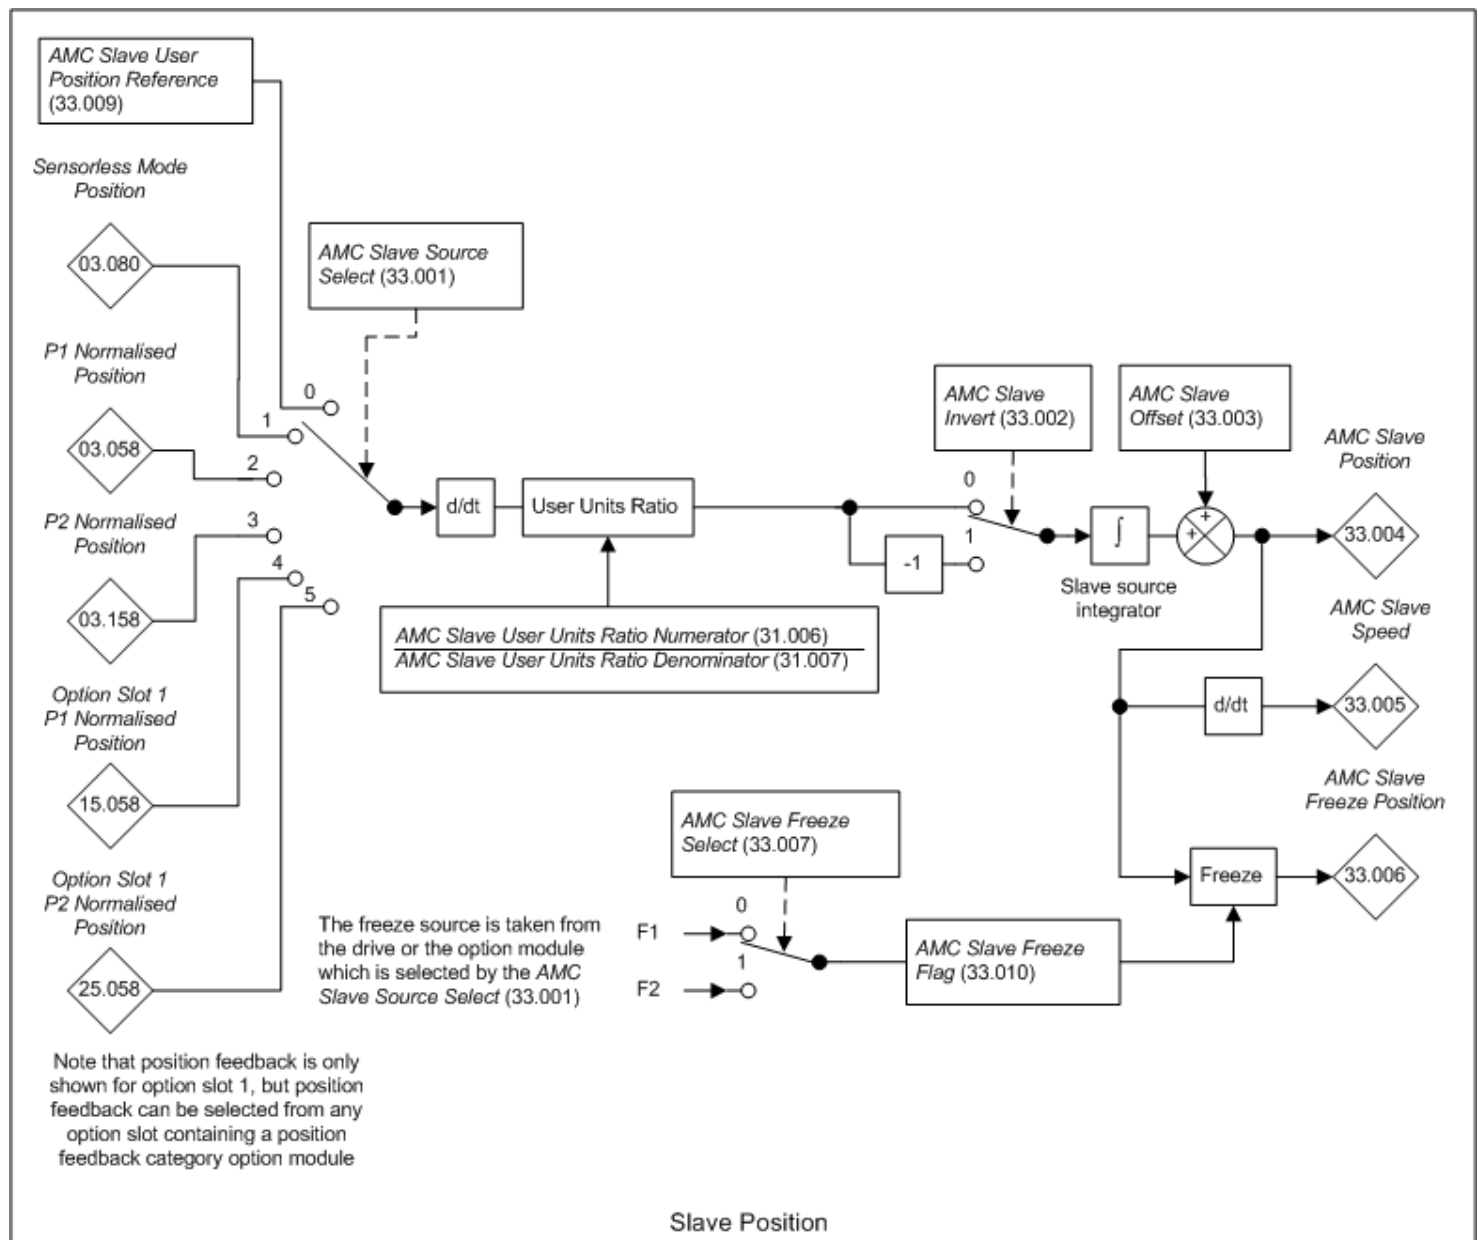 AMC Slave User
Position Reference
(33.009)
Sensorless Mode
Position
03.080
AMC Slave Source
Select (33.001)
P1 Normalised
Position
03.058
P2 Normalised
Position
03.158
0
1
2
3
4
5
d/dt
User Units Ratio
AMC Slave User Units Ratio Numerator (31.006)
AMC Slave User Units Ratio Denominator (31.007)
AMC Slave
Invert (33.002)
0
1
-1
∫
Slave source
integrator
AMC Slave
Offset (33.003)
+
+
AMC Slave
Position
33.004
AMC Slave
Speed
d/dt
33.005
AMC Slave
Freeze Position
Freeze
33.006
Option Slot 1
P1 Normalised
Position
15.058
Option Slot 1
P2 Normalised
Position
25.058
AMC Slave Freeze
Select (33.007)
The freeze source is taken from
the drive or the option module
which is selected by the AMC
Slave Source Select (33.001)
F1
0
1
F2
AMC Slave Freeze
Flag (33.010)
Note that position feedback is only
shown for option slot 1, but position
feedback can be selected from any
option slot containing a position
feedback category option module
Slave Position